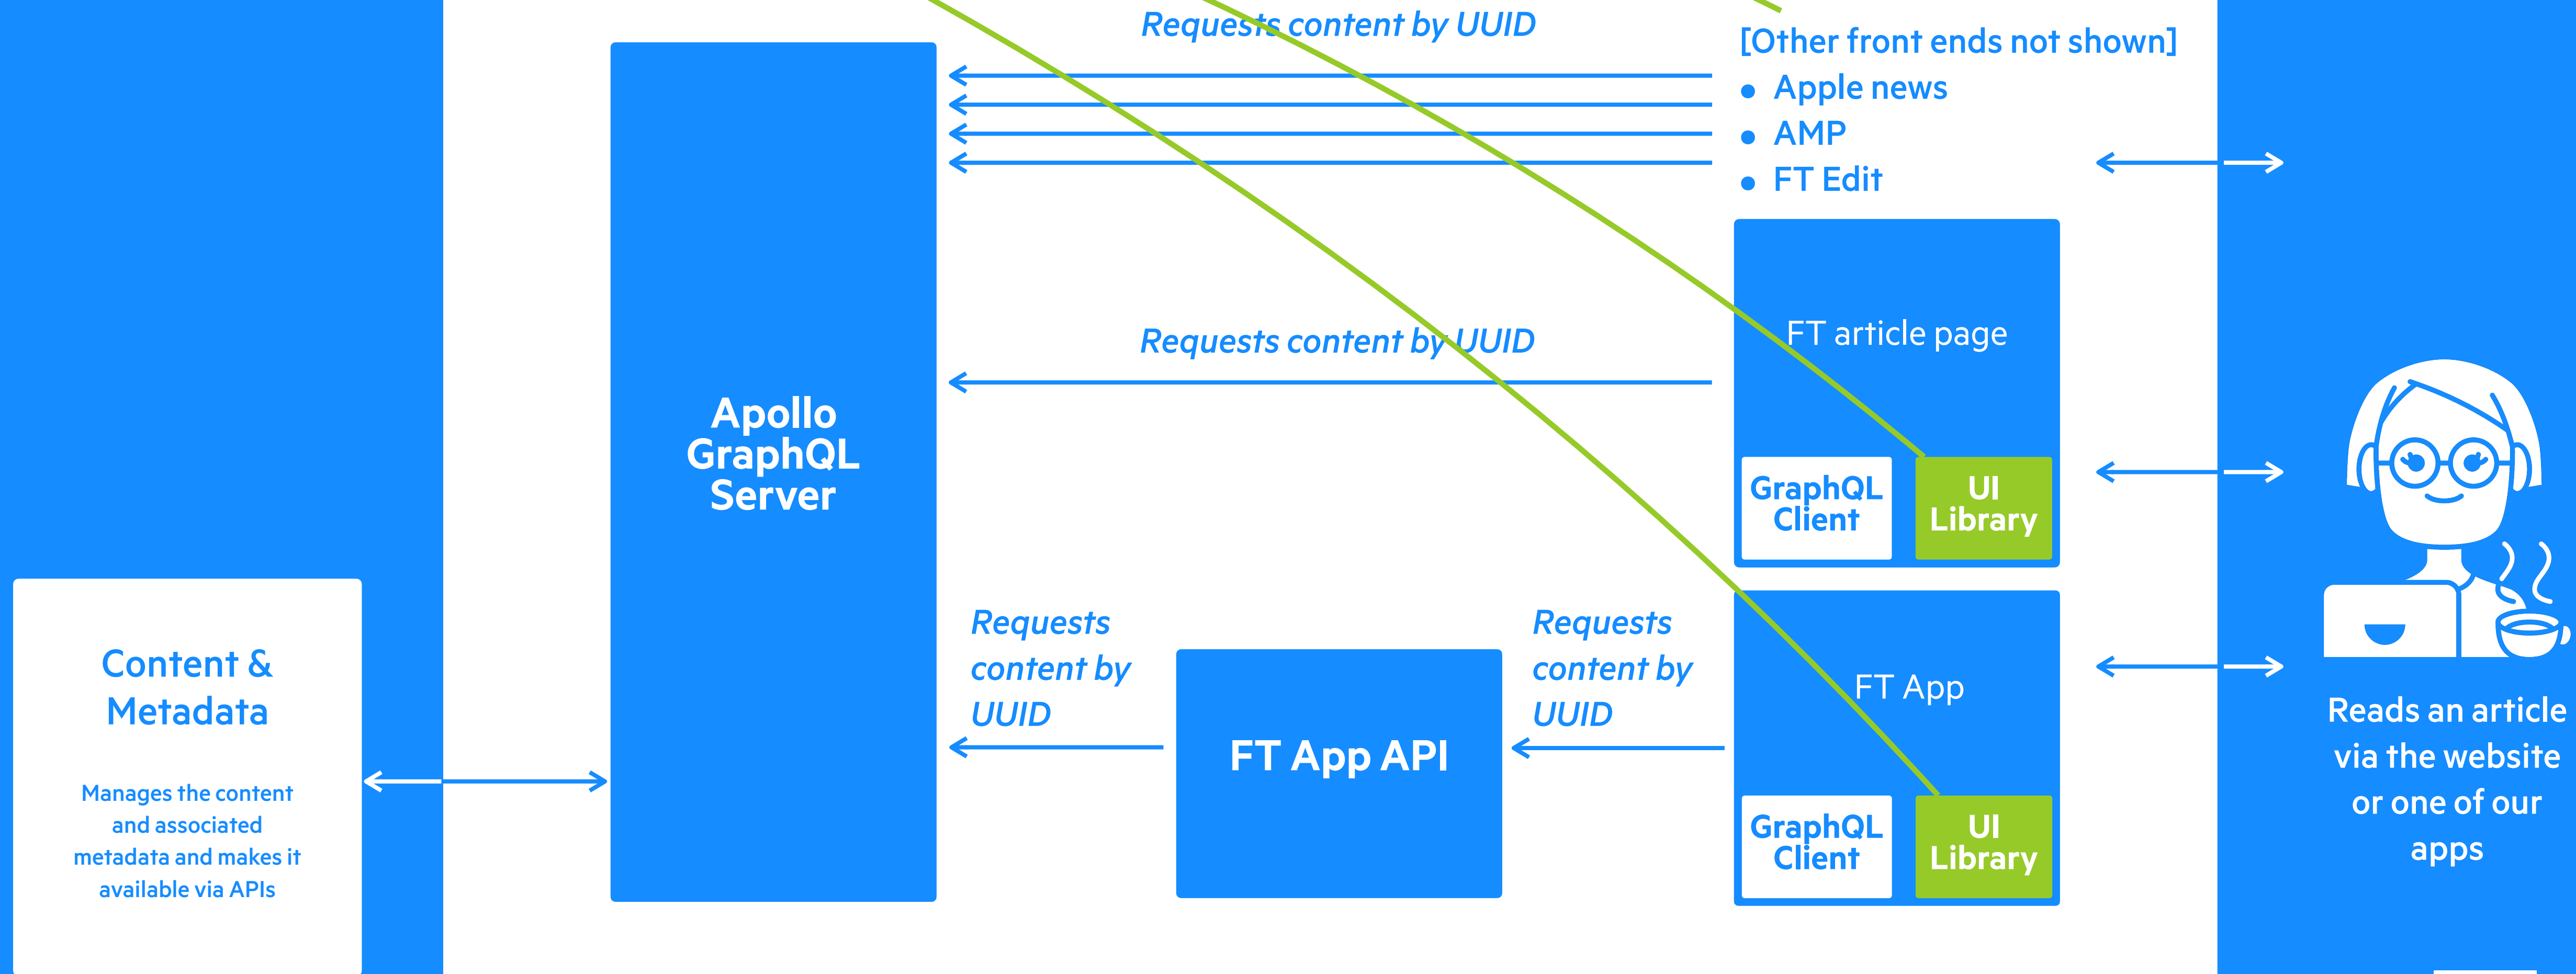 Requests content by UUID
[Other front ends not shown]
• Apple news
• AMP
• FT Edit
Requests content by UUID
FT article page
Apollo
GraphQL
Server
GraphQL
Client
UI
Library
Content &
Metadata
Manages the content
and associated
metadata and makes it
available via APIs
Requests
content by
UUID
FT App API
Requests
content by
UUID
FT App
GraphQL
Client
UI
Library
Reads an article
via the website
or one of our
apps